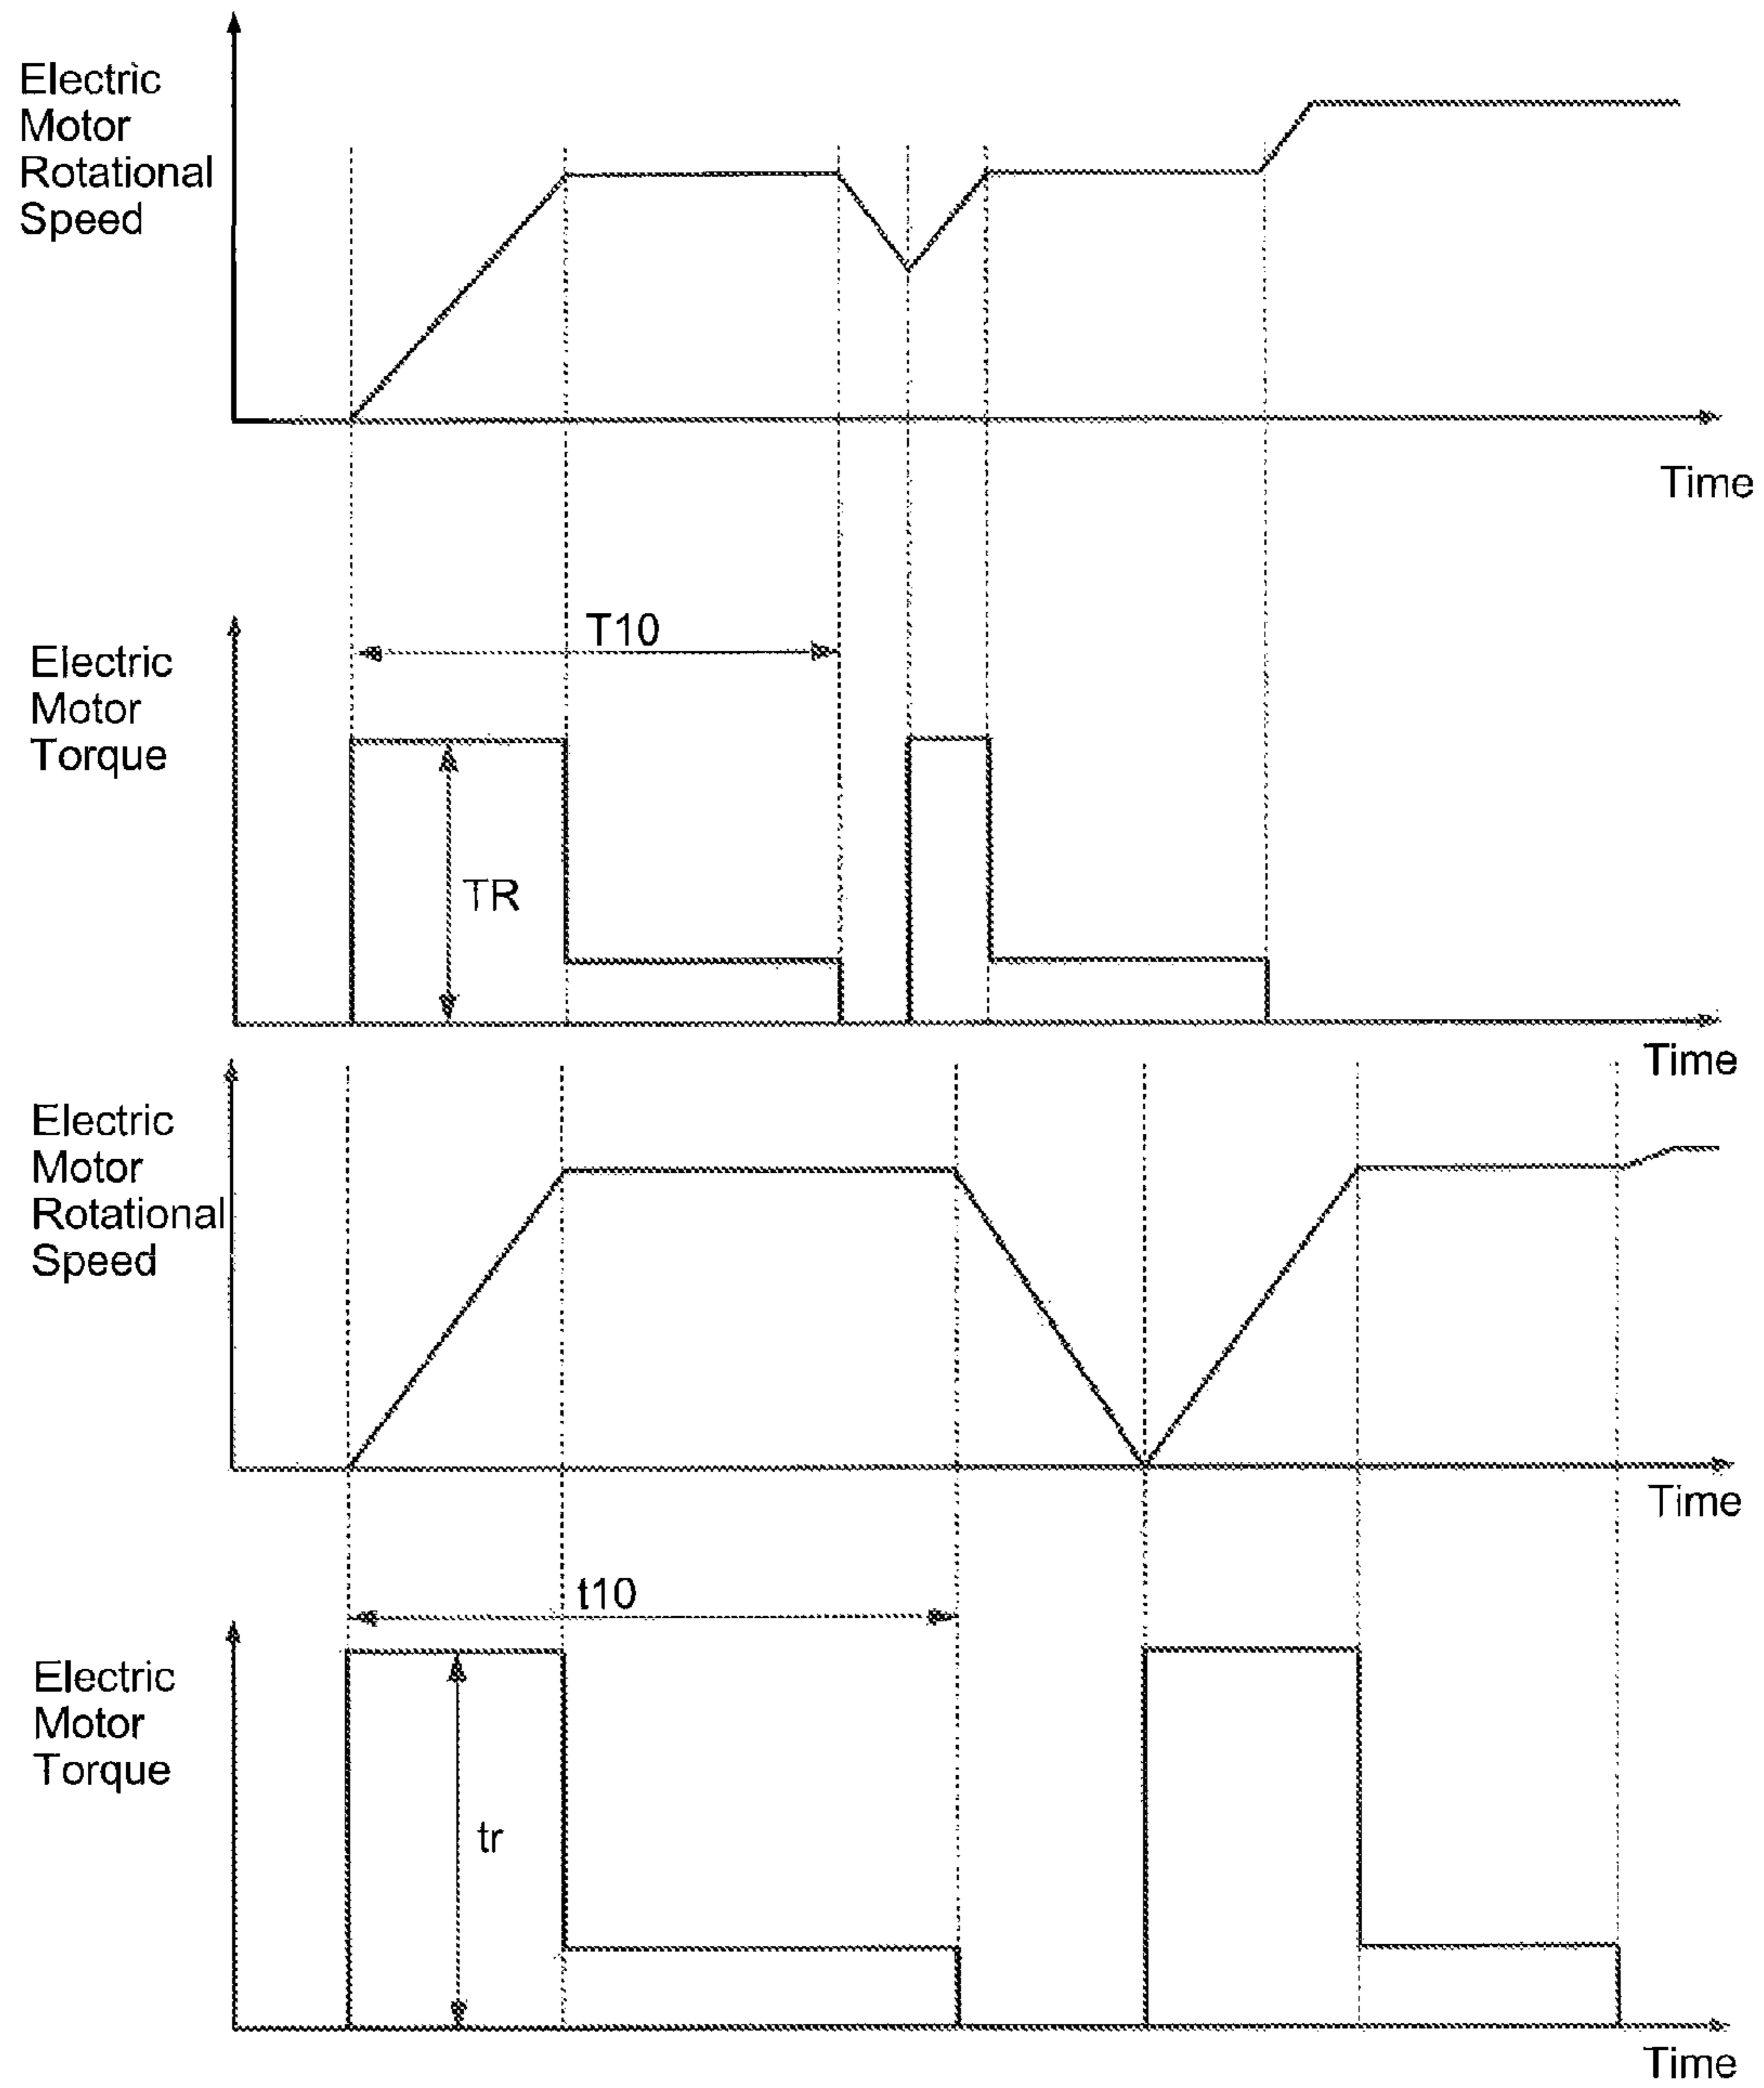 Electric
Motor
Rotational
Speed
Time
T10
Electric
Motor
Torque
TR
Time
Electric
Motor
Rotational
Speed
Time
t10
Electric
Motor
Torque
tr
Time